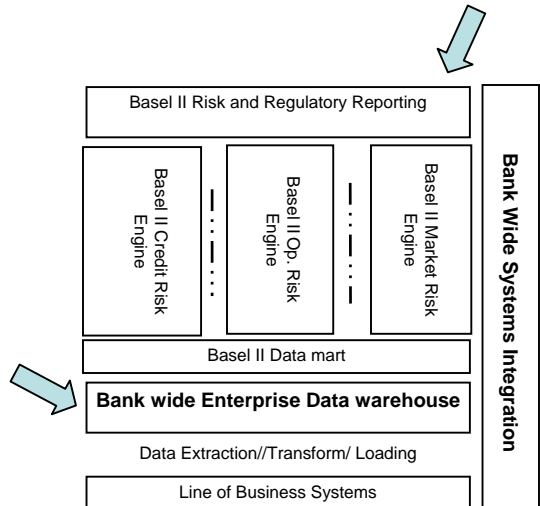 Basel II Risk and Regulatory Reporting
Basel II Credit Risk
Engine
Basel II Op. Risk
Engine
Basel II Market Risk
Engine
Bank Wide Systems Integration
Basel II Data mart
Bank wide Enterprise Data warehouse
Data Extraction//Transform/ Loading
Line of Business Systems